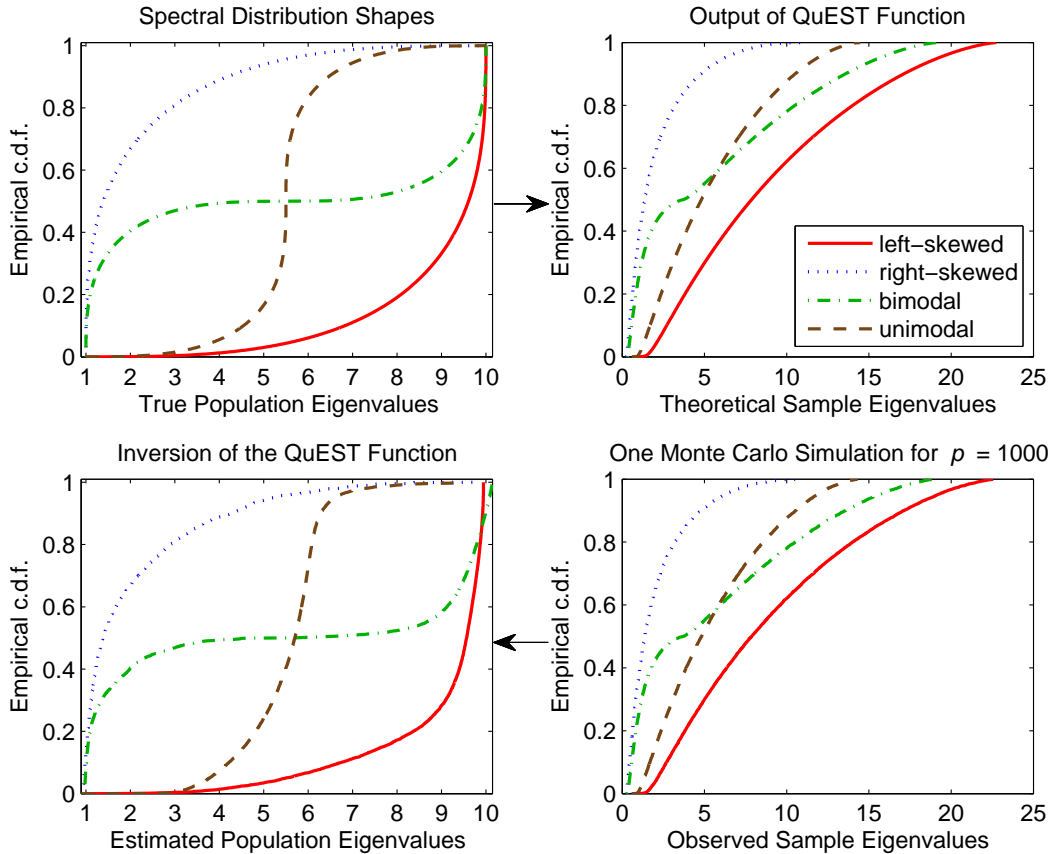 Spectral Distribution Shapes
Empirical c.d.f.
1
0.8
0.6
0.4
0.2
0
1 2 3 4 5 6 7 8 9 10
True Population Eigenvalues
Output of QuEST Function
Empirical c.d.f.
1
0.8
0.6
0.4
0.2
0
left-skewed
right-skewed
bimodal
unimodal
0 5 10 15 20 25
Theoretical Sample Eigenvalues
Inversion of the QuEST Function
Empirical c.d.f.
1
0.8
0.6
0.4
0.2
0
1 2 3 4 5 6 7 8 9 10
Estimated Population Eigenvalues
One Monte Carlo Simulation for p = 1000
Empirical c.d.f.
1
0.8
0.6
0.4
0.2
0
0 5 10 15 20 25
Observed Sample Eigenvalues